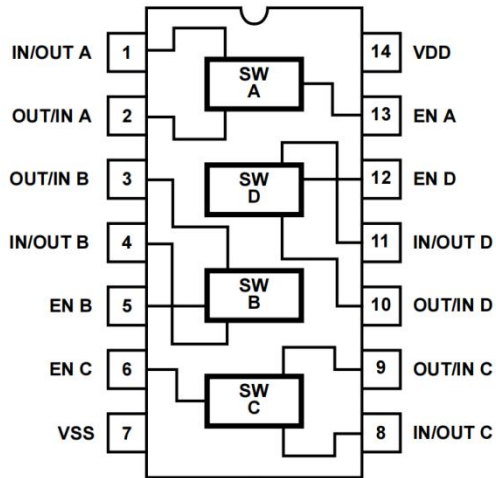 IN/OUT A 1
OUT/IN A 2
OUT/IN B 3
IN/OUT B 4
EN B 5
EN C 6
VSS 7
SW
A
SW
D
SW
B
SW
C
14 VDD
13 EN A
12 EN D
11 IN/OUT D
10 OUT/IN D
9 OUT/IN C
8 IN/OUT C